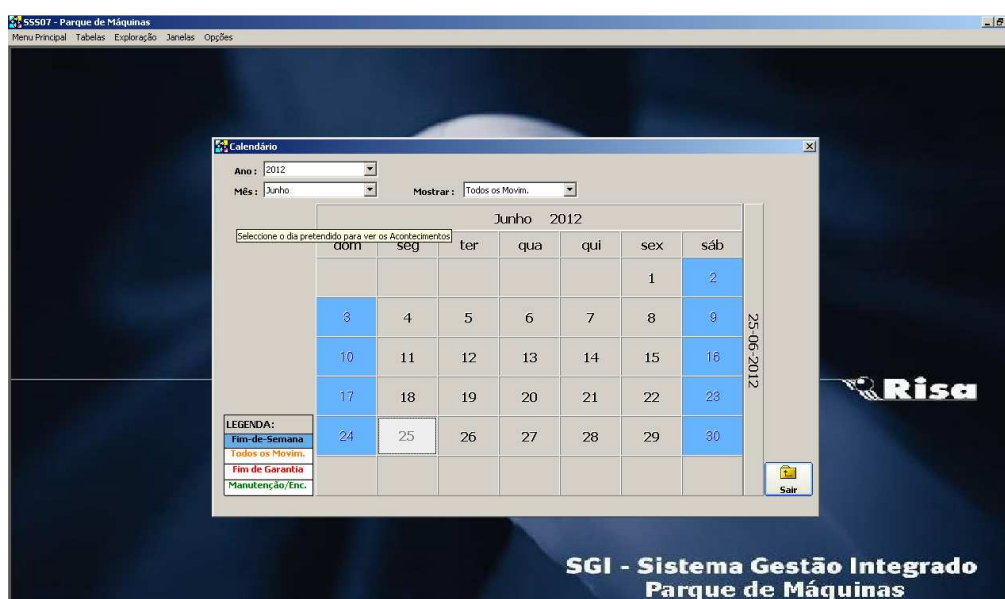 SSS07 - Parque de Máquinas
Menu Principal Tabelas Exploração Janelas Opções
Calendário
Ano : 2012
Mês : Junho Mostrar : Todos os Movim.
Junho 2012
Seleccione o dia pretendido para ver os Acontecimentos
dom seg ter qua qui sex sáb
1 2
3 4 5 6 7 8 9
10 11 12 13 14 15 16
17 18 19 20 21 22 23
24 25 26 27 28 29 30
25-06-2012
LEGENDA:
Fim-de-Semana
Todos os Movim.
Fim de Garantia
Manutenção/Enc.
Sair
Risa
SGI - Sistema Gestão Integrado
Parque de Máquinas